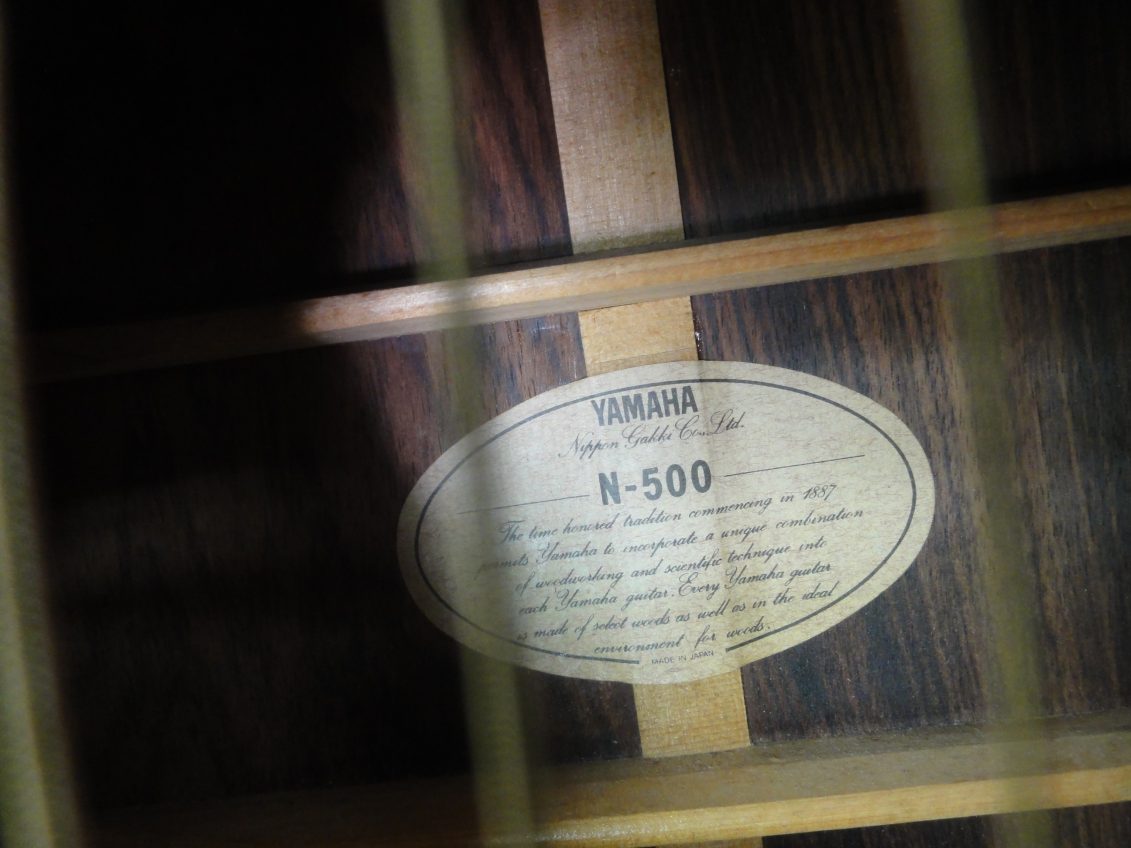 YAMAHA
Nippon Gakki Co., Ltd.
N-500
The time honored tradition commencing in 1887
permits Yamaha to incorporate a unique combination
of woodworking and scientific technique into
each Yamaha guitar. Every Yamaha guitar
is made of select woods as well as in the ideal
environment for woods.
MADE IN JAPAN